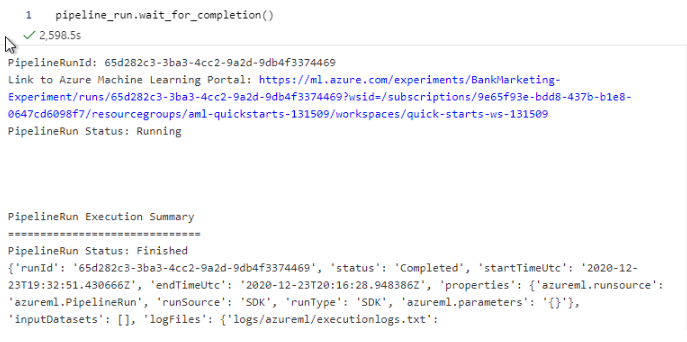 1 pipeline_run.wait_for_completion()
✓ 2,598.5s
PipelineRunId: 65d282c3-3ba3-4cc2-9a2d-9db4f3374469
Link to Azure Machine Learning Portal: https://ml.azure.com/experiments/BankMarketing-
Experiment/runs/65d282c3-3ba3-4cc2-9a2d-9db4f3374469?wsid=/subscriptions/9e65f93e-bdd8-437b-b1e8-
0647cd6098f7/resourcegroups/aml-quickstarts-131509/workspaces/quick-starts-ws-131509
PipelineRun Status: Running
PipelineRun Execution Summary
==============================
PipelineRun Status: Finished
{'runId': '65d282c3-3ba3-4cc2-9a2d-9db4f3374469', 'status': 'Completed', 'startTimeUtc': '2020-12-
23T19:32:51.430666Z', 'endTimeUtc': '2020-12-23T20:16:28.948386Z', 'properties': {'azureml.runsource':
'azureml.PipelineRun', 'runSource': 'SDK', 'runType': 'SDK', 'azureml.parameters': '{}'},
'inputDatasets': [], 'logFiles': {'logs/azureml/executionlogs.txt':